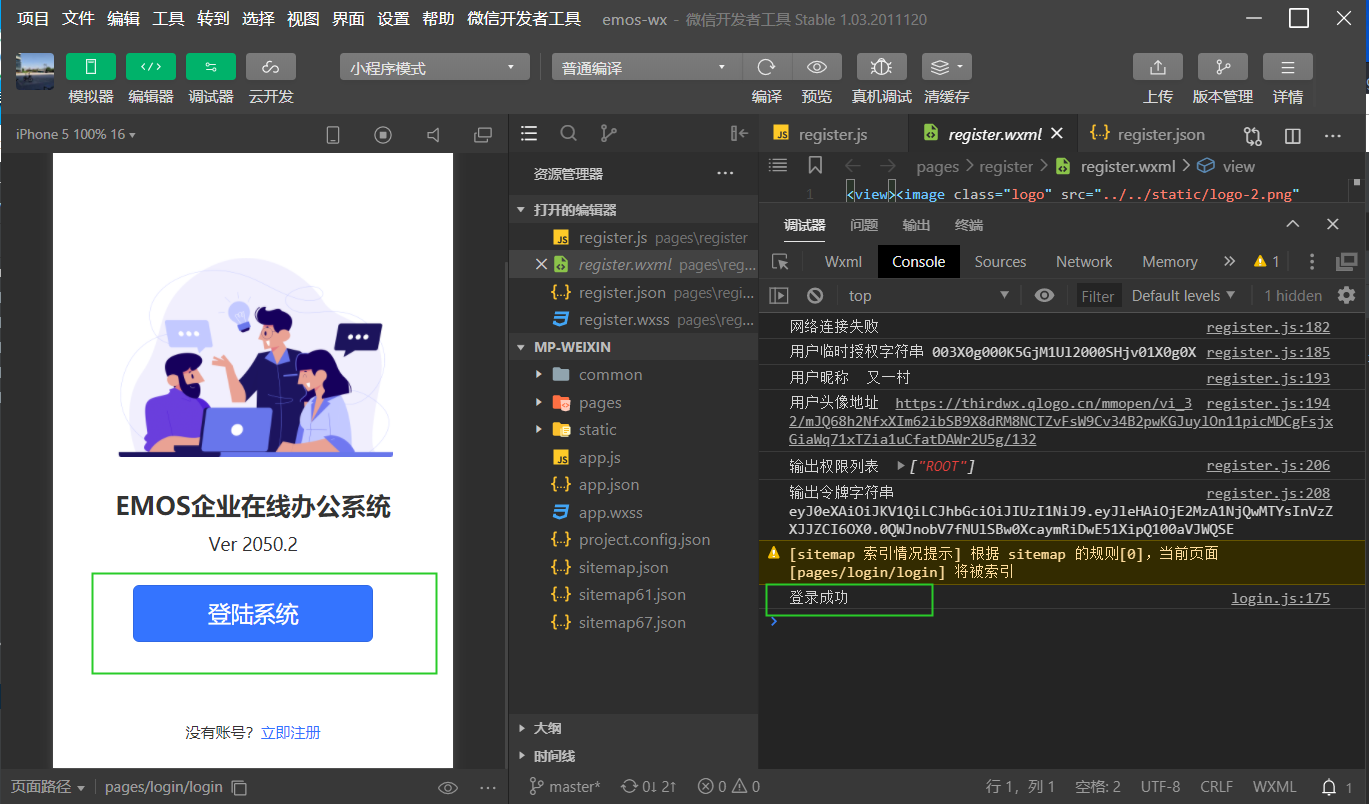 项目 文件 编辑 工具 转到 选择 视图 界面 设置 帮助 微信开发者工具 emos-wx - 微信开发者工具 Stable 1.03.2011120
小程序模式 普通编译
模拟器 编辑器 调试器 云开发 编译 预览 真机调试 清缓存 上传 版本管理 详情
iPhone 5 100% 16
EMOS企业在线办公系统
Ver 2050.2
登陆系统
没有账号? 立即注册
页面路径 pages/login/login
资源管理器
打开的编辑器
register.js pages\register
register.wxml pages\reg...
register.json pages\regi...
register.wxss pages\reg...
MP-WEIXIN
common
pages
static
app.js
app.json
app.wxss
project.config.json
sitemap.json
sitemap61.json
sitemap67.json
大纲
时间线
register.js register.wxml register.json
pages > register > register.wxml > view
1 <view><image class="logo" src="../../static/logo-2.png"
调试器 问题 输出 终端
Wxml Console Sources Network Memory » 1
top Filter Default levels 1 hidden
网络连接失败 register.js:182
用户临时授权字符串 003X0g000K5GjM1Ul2000SHjv01X0g0X register.js:185
用户昵称 又一村 register.js:193
用户头像地址 https://thirdwx.qlogo.cn/mmopen/vi_3 register.js:194
2/mJQ68h2NfxXIm62ibSB9X8dRM8NCTZvFsW9Cv34B2pwKGJuylOn11picMDCgFsjx
GiaWq71xTZia1uCfatDAWr2U5g/132
输出权限列表 ["ROOT"] register.js:206
输出令牌字符串 register.js:208
eyJ0eXAiOiJKV1QiLCJhbGciOiJIUzI1NiJ9.eyJleHAiOjE2MzA1NjQwMTYsInVzZ
XJJZCI6OX0.0QWJnobV7fNUlSBw0XcaymRiDwE51XipQ100aVJWQSE
[sitemap 索引情况提示] 根据 sitemap 的规则[0]，当前页面
[pages/login/login] 将被索引
登录成功 login.js:175
master* 0↓ 2↑ 0 0 行 1，列 1 空格: 2 UTF-8 CRLF WXML 1